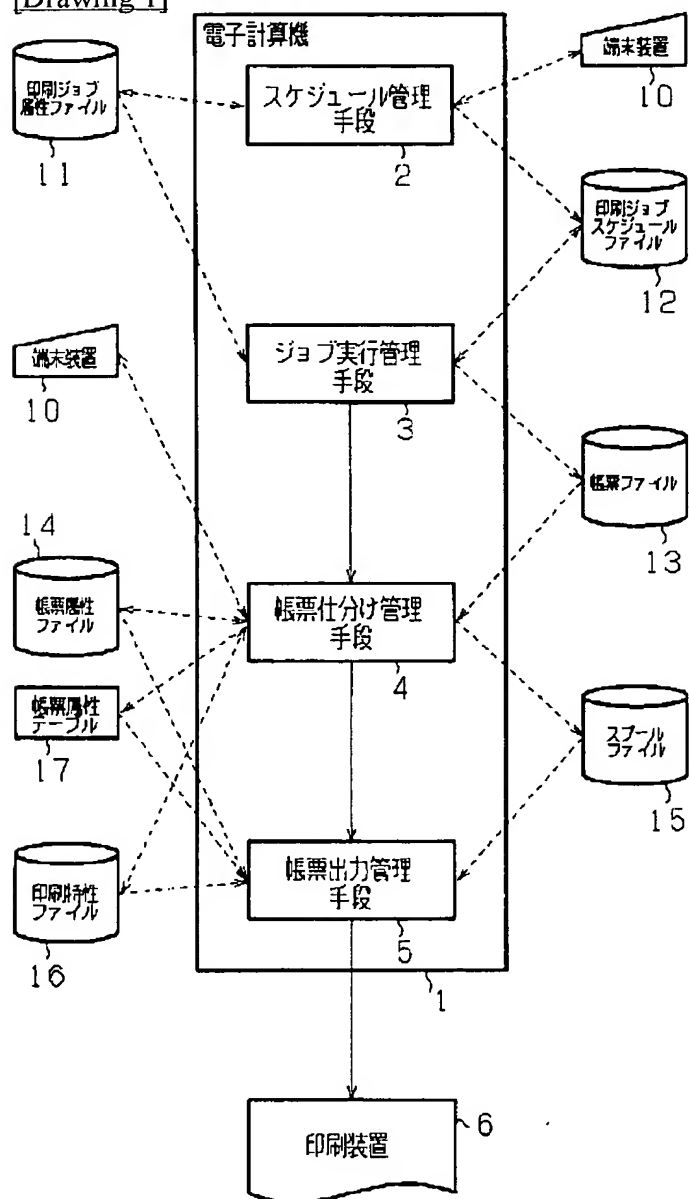 [Drawing 1]
電子計算機
印刷ジョブ
属性ファイル
11
スケジュール管理
手段
2
端末装置
10
印刷ジョブ
スケジュール
ファイル
12
端末装置
10
ジョブ実行管理
手段
3
帳票ファイル
13
14
帳票属性
ファイル
帳票仕分け管理
手段
4
帳票属性
テーブル
17
スプール
ファイル
15
印刷特性
ファイル
16
帳票出力管理
手段
5
1
印刷装置
6